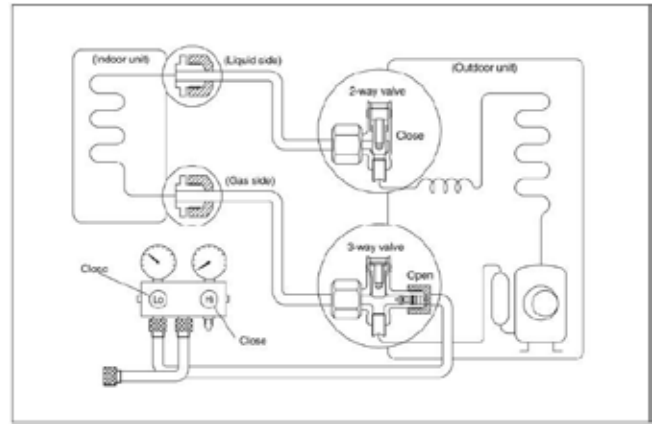 (Indoor unit)
(Liquid side)
(Outdoor unit)
2-way valve
Close
(Gas side)
3-way valve
Open
Close
Lo
Hi
Close